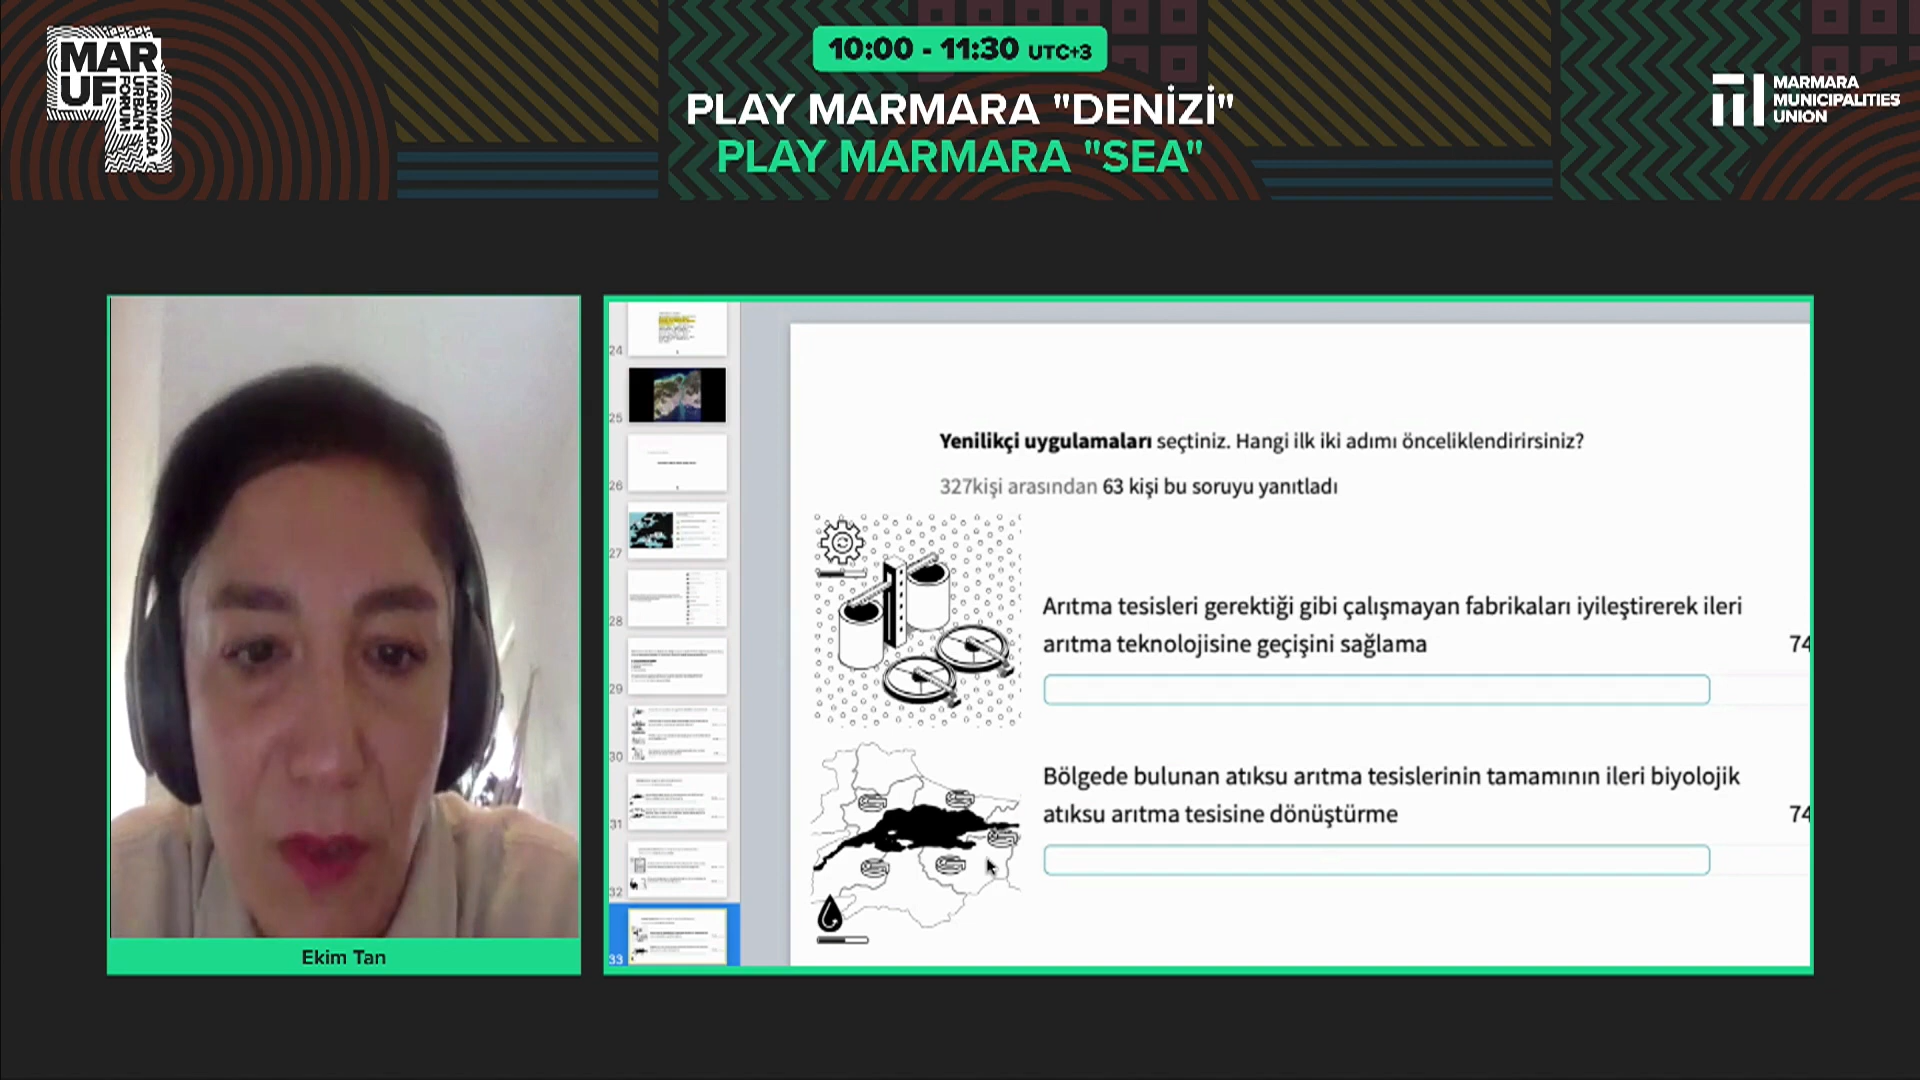 MAR
UF
MARMARA
URBAN
FORUM
10:00 - 11:30 UTC+3
PLAY MARMARA "DENİZİ"
PLAY MARMARA "SEA"
MARMARA
MUNICIPALITIES
UNION
24
25
26
27
28
29
30
31
32
33
Yenilikçi uygulamaları seçtiniz. Hangi ilk iki adımı önceliklendirirsiniz?
327kişi arasından 63 kişi bu soruyu yanıtladı
Arıtma tesisleri gerektiği gibi çalışmayan fabrikaları iyileştirerek ileri
arıtma teknolojisine geçişini sağlama
74
Bölgede bulunan atıksu arıtma tesislerinin tamamının ileri biyolojik
atıksu arıtma tesisine dönüştürme
74
Ekim Tan